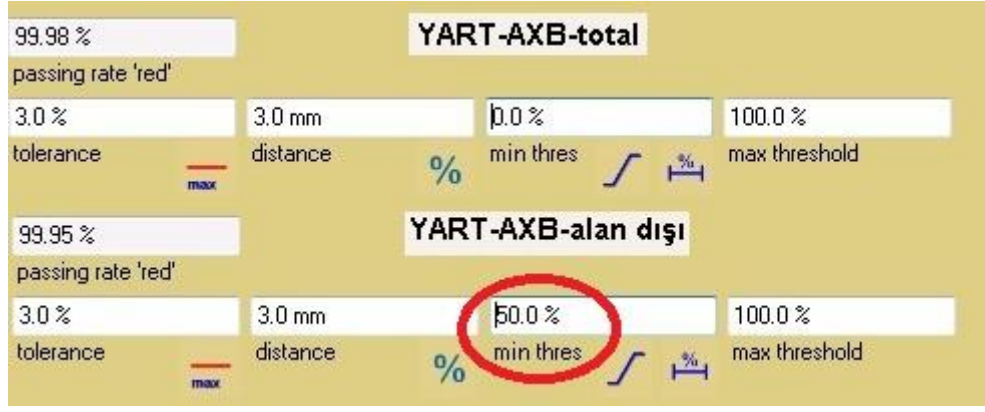 99.98 %
YART-AXB-total
passing rate 'red'
3.0 % 3.0 mm 0.0 % 100.0 %
tolerance distance min thres max threshold
max % %
99.95 %
YART-AXB-alan dışı
passing rate 'red'
3.0 % 3.0 mm 50.0 % 100.0 %
tolerance distance min thres max threshold
max % %